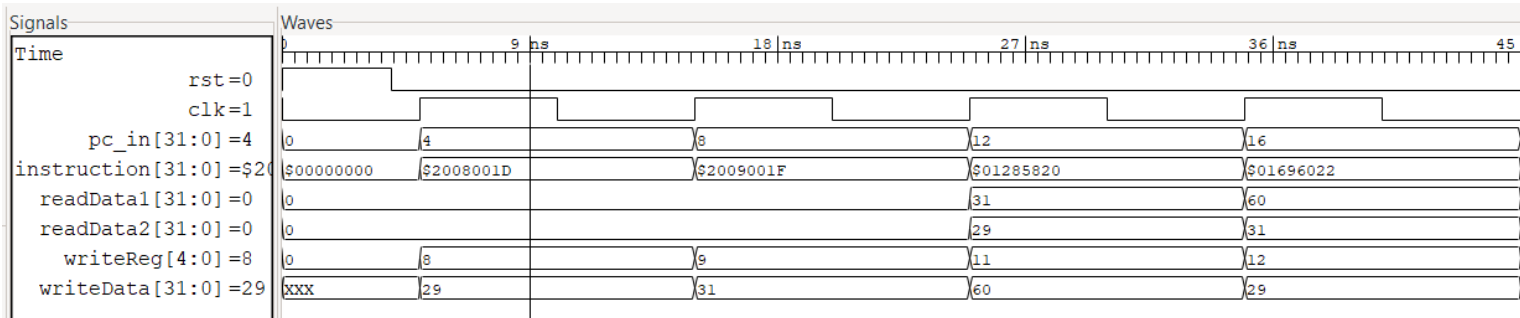 Signals Waves
Time 0 9 ns 18 ns 27 ns 36 ns 45
rst=0
clk=1
pc_in[31:0]=4 0 4 8 12 16
instruction[31:0]=$20 $00000000 $2008001D $2009001F $01285820 $01696022
readData1[31:0]=0 0 31 60
readData2[31:0]=0 0 29 31
writeReg[4:0]=8 0 8 9 11 12
writeData[31:0]=29 XXX 29 31 60 29